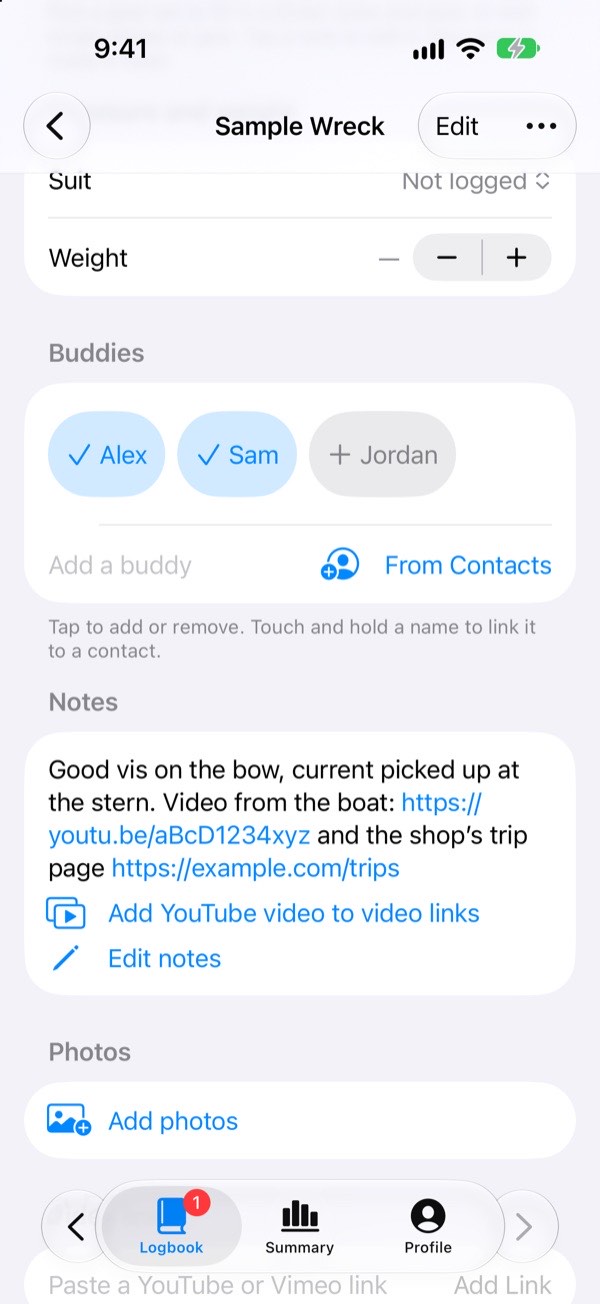 9:41
Sample Wreck
Edit
Suit
Not logged
Weight
Buddies
Alex
Sam
Jordan
Add a buddy
From Contacts
Tap to add or remove. Touch and hold a name to link it
to a contact.
Notes
Good vis on the bow, current picked up at
the stern. Video from the boat: https://
youtu.be/aBcD1234xyz and the shop’s trip
page https://example.com/trips
Add YouTube video to video links
Edit notes
Photos
Add photos
1
Logbook
Summary
Profile
Paste a YouTube or Vimeo link
Add Link